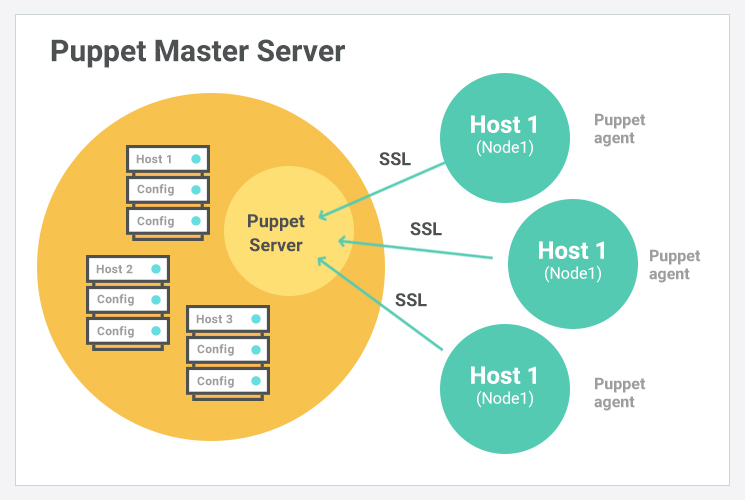 Puppet Master Server
Host 1
Config
Config
Host 2
Config
Config
Host 3
Config
Config
Puppet
Server
SSL
SSL
SSL
Host 1
(Node1)
Puppet
agent
Host 1
(Node1)
Puppet
agent
Host 1
(Node1)
Puppet
agent